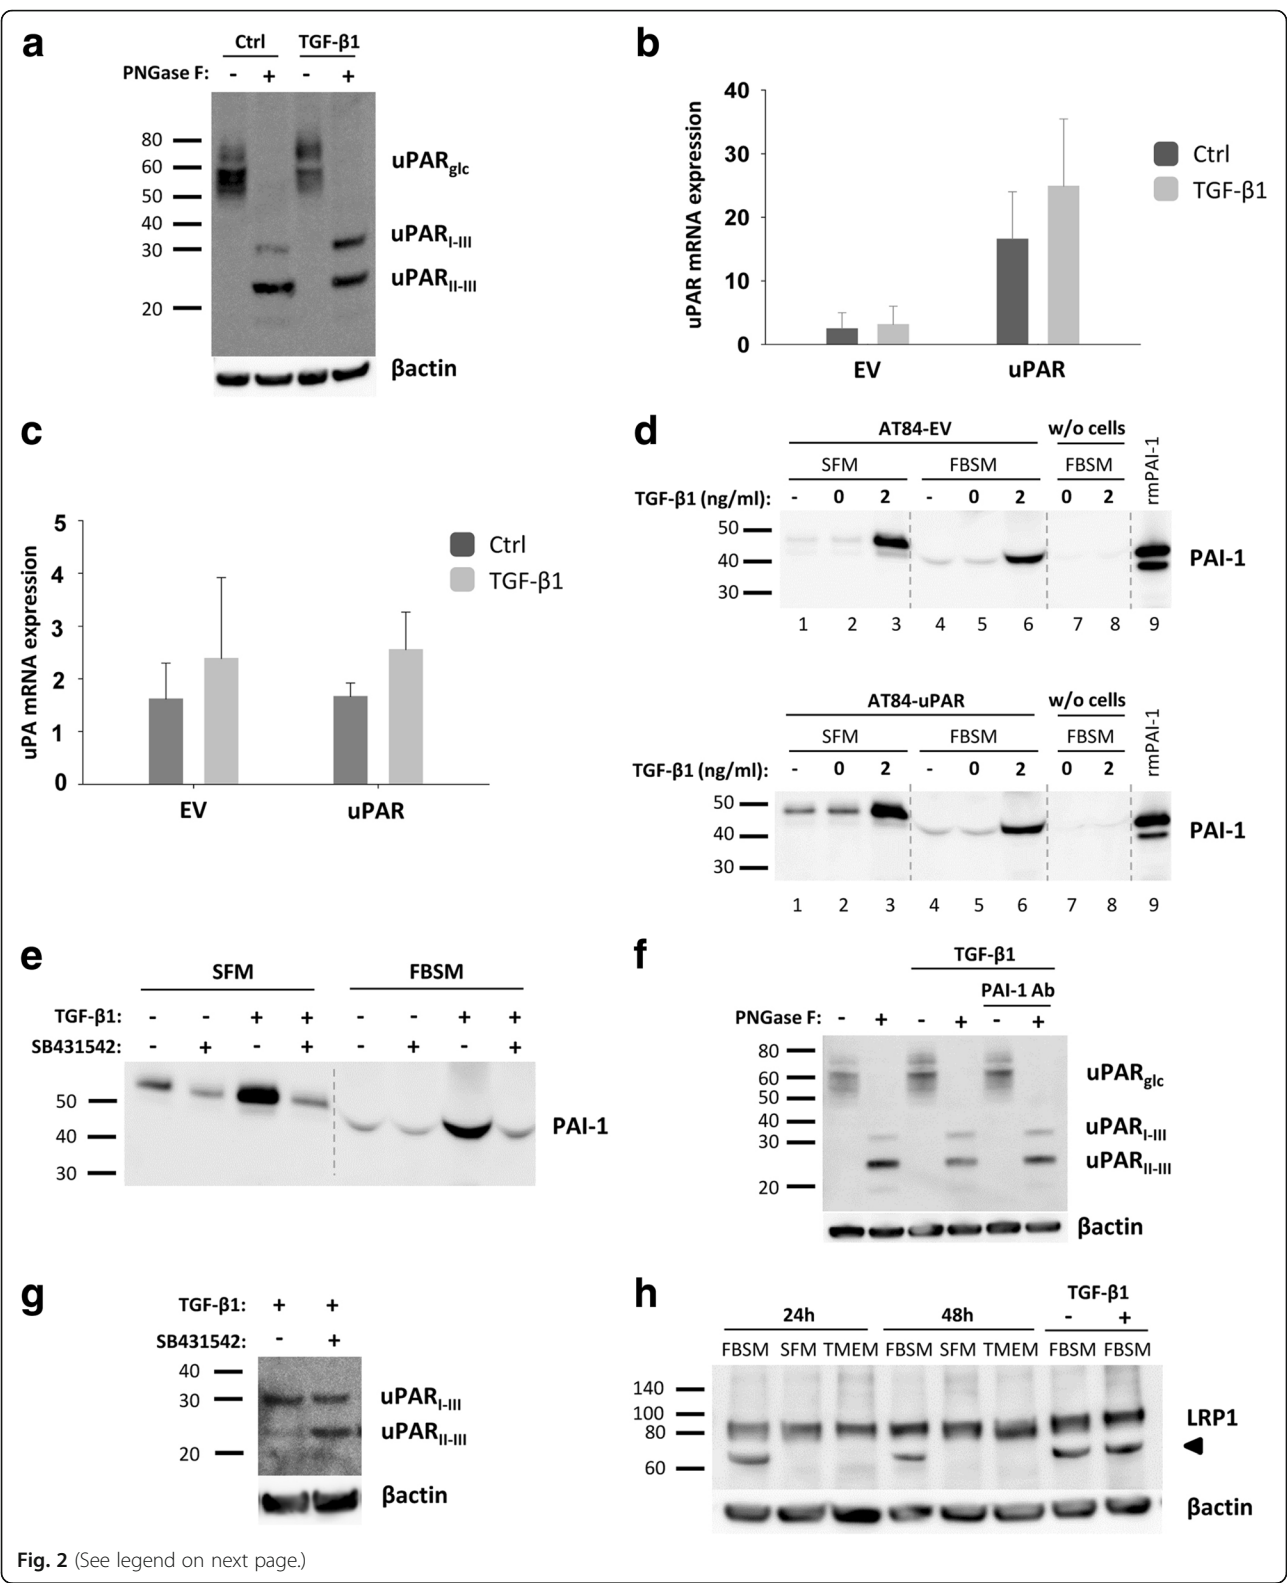 a
Ctrl TGF-β1
PNGase F: - + - +
80
60
50
40
30
20
uPARglc
uPARI-III
uPARII-III
βactin
b
uPAR mRNA expression
40
30
20
10
0
EV uPAR
Ctrl
TGF-β1
c
uPA mRNA expression
5
4
3
2
1
0
EV uPAR
Ctrl
TGF-β1
d
AT84-EV w/o cells
SFM FBSM FBSM
rmPAI-1
TGF-β1 (ng/ml): - 0 2 - 0 2 0 2
50
40
30
PAI-1
1 2 3 4 5 6 7 8 9
AT84-uPAR w/o cells
SFM FBSM FBSM
rmPAI-1
TGF-β1 (ng/ml): - 0 2 - 0 2 0 2
50
40
30
PAI-1
1 2 3 4 5 6 7 8 9
e
SFM FBSM
TGF-β1: - - + + - - + +
SB431542: - + - + - + - +
50
40
30
PAI-1
f
TGF-β1
PAI-1 Ab
PNGase F: - + - + - +
80
60
50
40
30
20
uPARglc
uPARI-III
uPARII-III
βactin
g
TGF-β1: + +
SB431542: - +
40
30
20
uPARI-III
uPARII-III
βactin
h
TGF-β1
24h 48h - +
FBSM SFM TMEM FBSM SFM TMEM FBSM FBSM
140
100
80
60
LRP1
βactin
Fig. 2 (See legend on next page.)